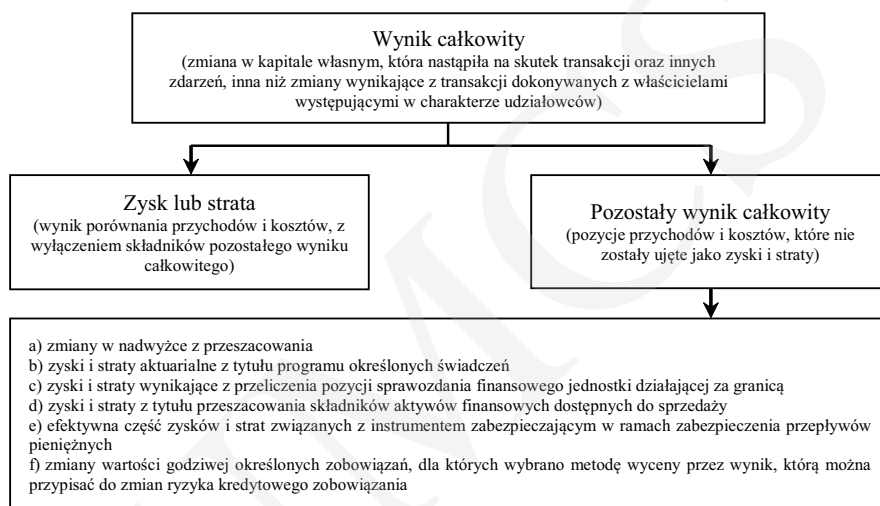 Wynik całkowity
(zmiana w kapitale własnym, która nastąpiła na skutek transakcji oraz innych
zdarzeń, inna niż zmiany wynikające z transakcji dokonywanych z właścicielami
występującymi w charakterze udziałowców)
Zysk lub strata
(wynik porównania przychodów i kosztów, z
wyłączeniem składników pozostałego wyniku
całkowitego)
Pozostały wynik całkowity
(pozycje przychodów i kosztów, które nie
zostały ujęte jako zyski i straty)
a) zmiany w nadwyżce z przeszacowania
b) zyski i straty aktuarialne z tytułu programu określonych świadczeń
c) zyski i straty wynikające z przeliczenia pozycji sprawozdania finansowego jednostki działającej za granicą
d) zyski i straty z tytułu przeszacowania składników aktywów finansowych dostępnych do sprzedaży
e) efektywna część zysków i strat związanych z instrumentem zabezpieczającym w ramach zabezpieczenia przepływów
pieniężnych
f) zmiany wartości godziwej określonych zobowiązań, dla których wybrano metodę wyceny przez wynik, którą można
przypisać do zmian ryzyka kredytowego zobowiązania
UMCS